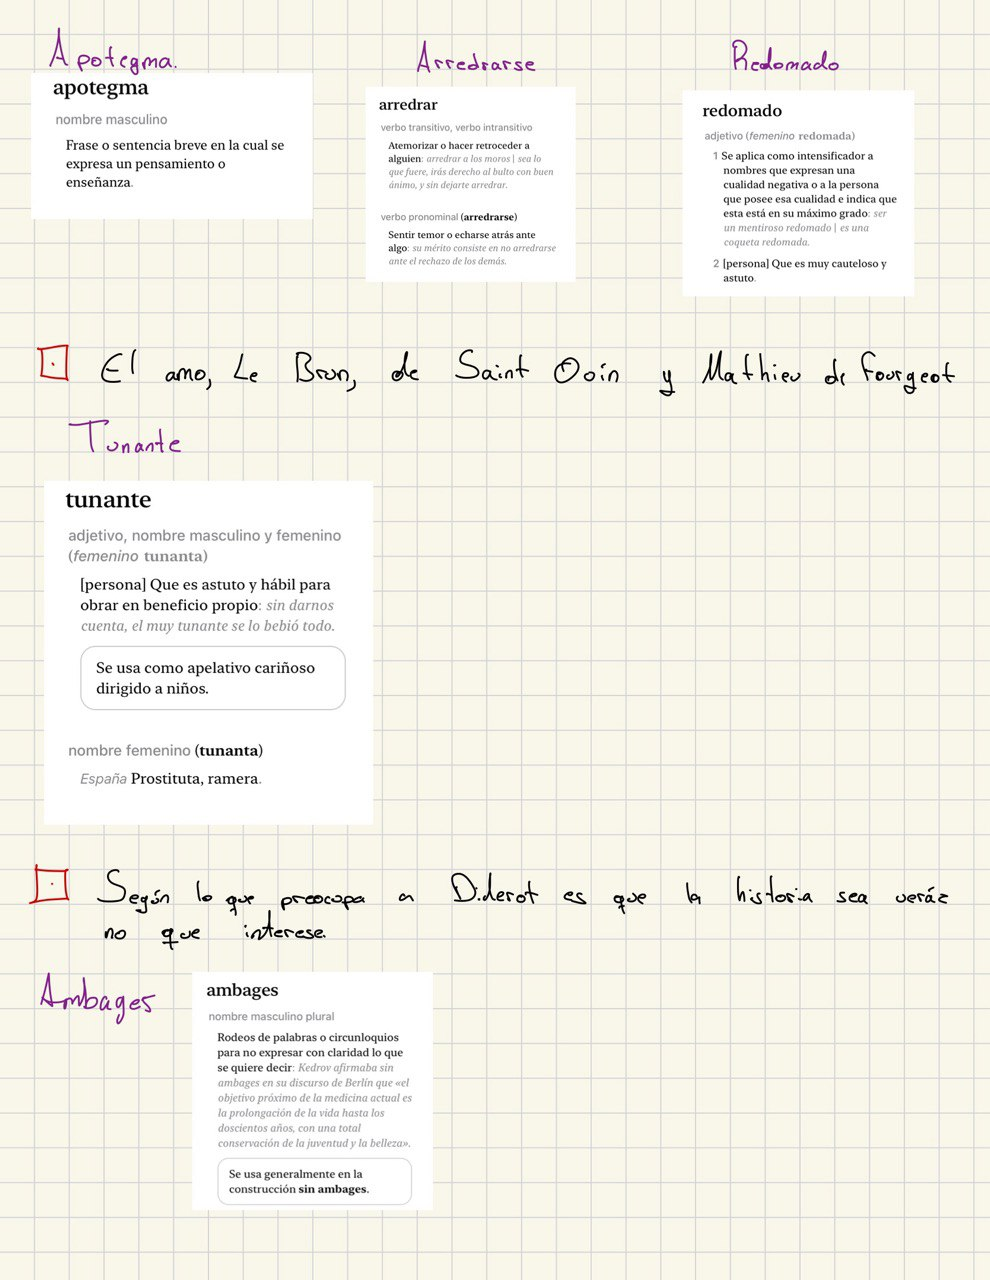 Apotegma.
apotegma
nombre masculino
Frase o sentencia breve en la cual se
expresa un pensamiento o
enseñanza.
Arredrarse
arredrar
verbo transitivo, verbo intransitivo
Atemorizar o hacer retroceder a
alguien: arredrar a los moros | sea lo
que fuere, irás derecho al bulto con buen
ánimo, y sin dejarte arredrar.
verbo pronominal (arredrarse)
Sentir temor o echarse atrás ante
algo: su mérito consiste en no arredrarse
ante el rechazo de los demás.
Redomado
redomado
adjetivo (femenino redomada)
1 Se aplica como intensificador a
nombres que expresan una
cualidad negativa o a la persona
que posee esa cualidad e indica que
esta está en su máximo grado: ser
un mentiroso redomado | es una
coqueta redomada.
2 [persona] Que es muy cauteloso y
astuto.
El amo, Le Brun, de Saint Ouín y Mathieu de Fourgeot
Tunante
tunante
adjetivo, nombre masculino y femenino
(femenino tunanta)
[persona] Que es astuto y hábil para
obrar en beneficio propio: sin darnos
cuenta, el muy tunante se lo bebió todo.
Se usa como apelativo cariñoso
dirigido a niños.
nombre femenino (tunanta)
España Prostituta, ramera.
Según lo que preocupa a Diderot es que la historia sea veráz
no que interese.
Ambages
ambages
nombre masculino plural
Rodeos de palabras o circunloquios
para no expresar con claridad lo que
se quiere decir: Kedrov afirmaba sin
ambages en su discurso de Berlín que «el
objetivo próximo de la medicina actual es
la prolongación de la vida hasta los
doscientos años, con una total
conservación de la juventud y la belleza».
Se usa generalmente en la
construcción sin ambages.